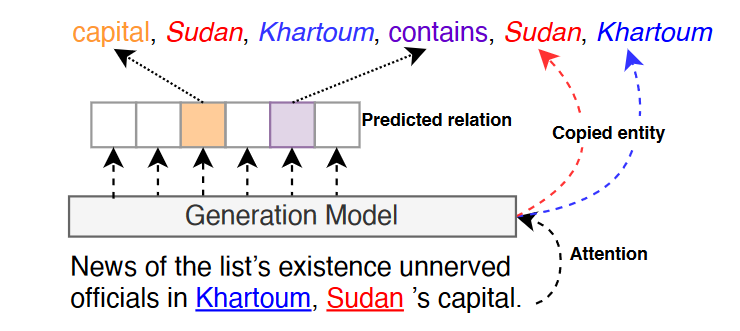 capital, Sudan, Khartoum, contains, Sudan, Khartoum
Predicted relation
Copied entity
Generation Model
Attention
News of the list's existence unnerved
officials in Khartoum, Sudan 's capital.